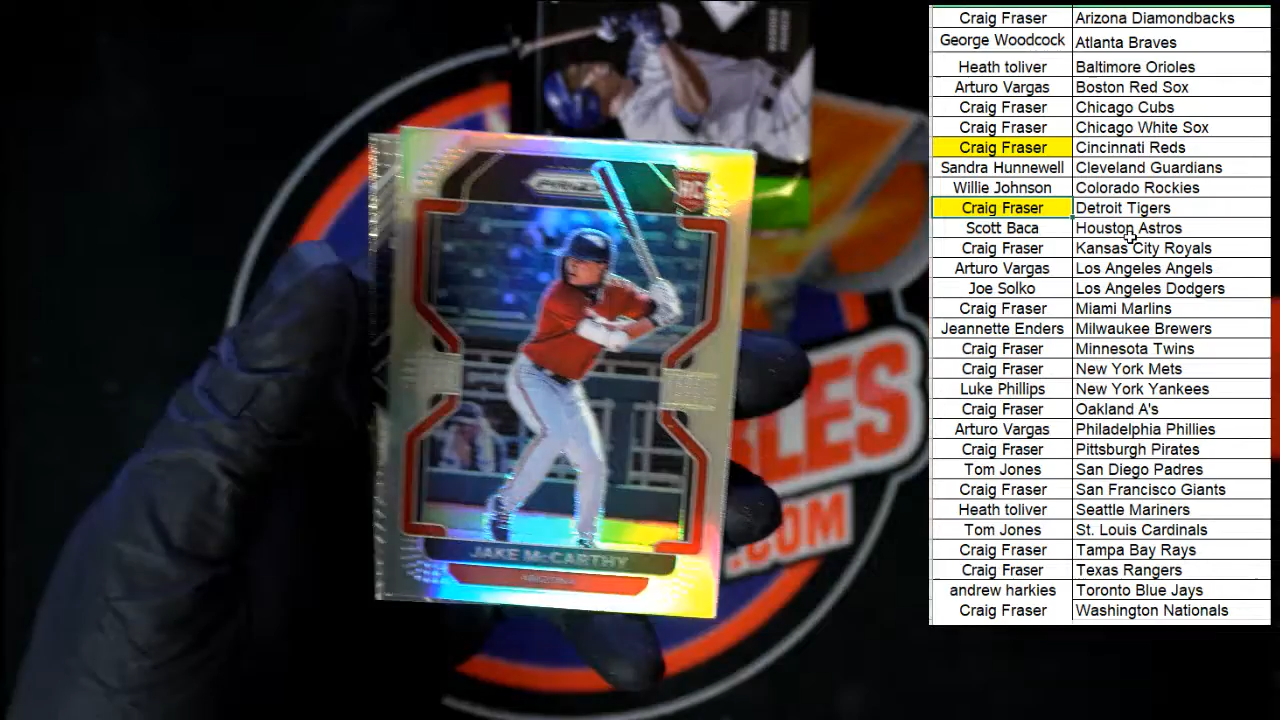 PRIZM
RC
JAKE McCARTHY
ARIZONA
BLES
.COM
Craig Fraser Arizona Diamondbacks
George Woodcock Atlanta Braves
Heath toliver Baltimore Orioles
Arturo Vargas Boston Red Sox
Craig Fraser Chicago Cubs
Craig Fraser Chicago White Sox
Craig Fraser Cincinnati Reds
Sandra Hunnewell Cleveland Guardians
Willie Johnson Colorado Rockies
Craig Fraser Detroit Tigers
Scott Baca Houston Astros
Craig Fraser Kansas City Royals
Arturo Vargas Los Angeles Angels
Joe Solko Los Angeles Dodgers
Craig Fraser Miami Marlins
Jeannette Enders Milwaukee Brewers
Craig Fraser Minnesota Twins
Craig Fraser New York Mets
Luke Phillips New York Yankees
Craig Fraser Oakland A's
Arturo Vargas Philadelphia Phillies
Craig Fraser Pittsburgh Pirates
Tom Jones San Diego Padres
Craig Fraser San Francisco Giants
Heath toliver Seattle Mariners
Tom Jones St. Louis Cardinals
Craig Fraser Tampa Bay Rays
Craig Fraser Texas Rangers
andrew harkies Toronto Blue Jays
Craig Fraser Washington Nationals